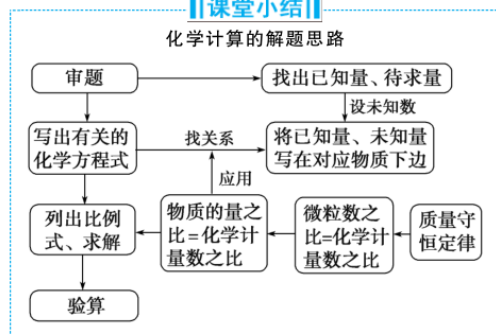 课堂小结
化学计算的解题思路
审题
找出已知量、待求量
设未知数
写出有关的
化学方程式
找关系
将已知量、未知量
写在对应物质下边
应用
列出比例
式、求解
物质的量之
比=化学计
量数之比
微粒数之
比=化学计
量数之比
质量守
恒定律
验算